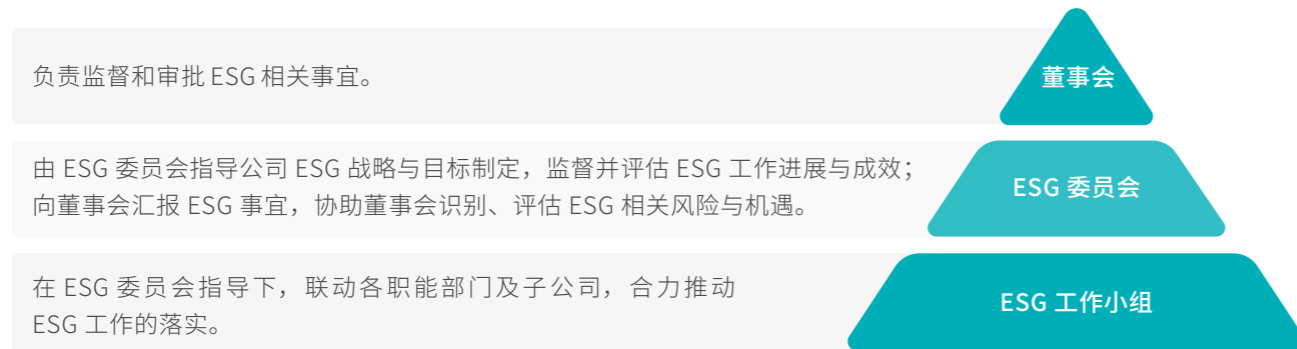 负责监督和审批 ESG 相关事宜。
董事会
由 ESG 委员会指导公司 ESG 战略与目标制定，监督并评估 ESG 工作进展与成效；
向董事会汇报 ESG 事宜，协助董事会识别、评估 ESG 相关风险与机遇。
ESG 委员会
在 ESG 委员会指导下，联动各职能部门及子公司，合力推动
ESG 工作的落实。
ESG 工作小组